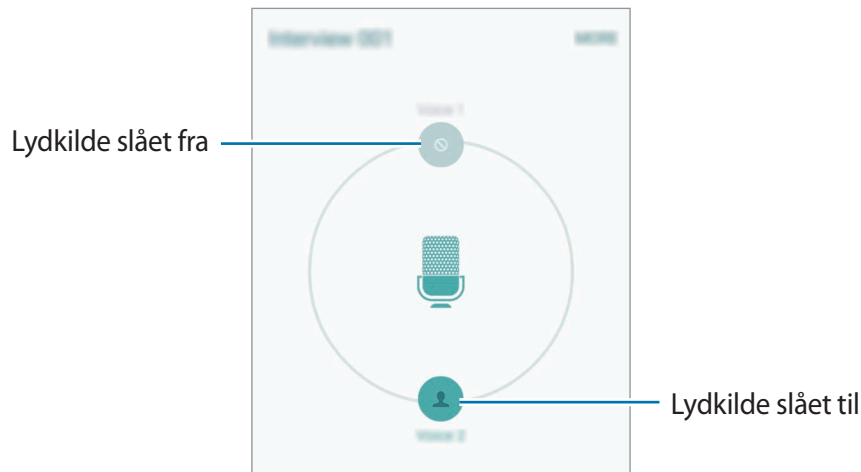 Interview 001
MORE
Voice 1
Lydkilde slået fra
Lydkilde slået til
Voice 2